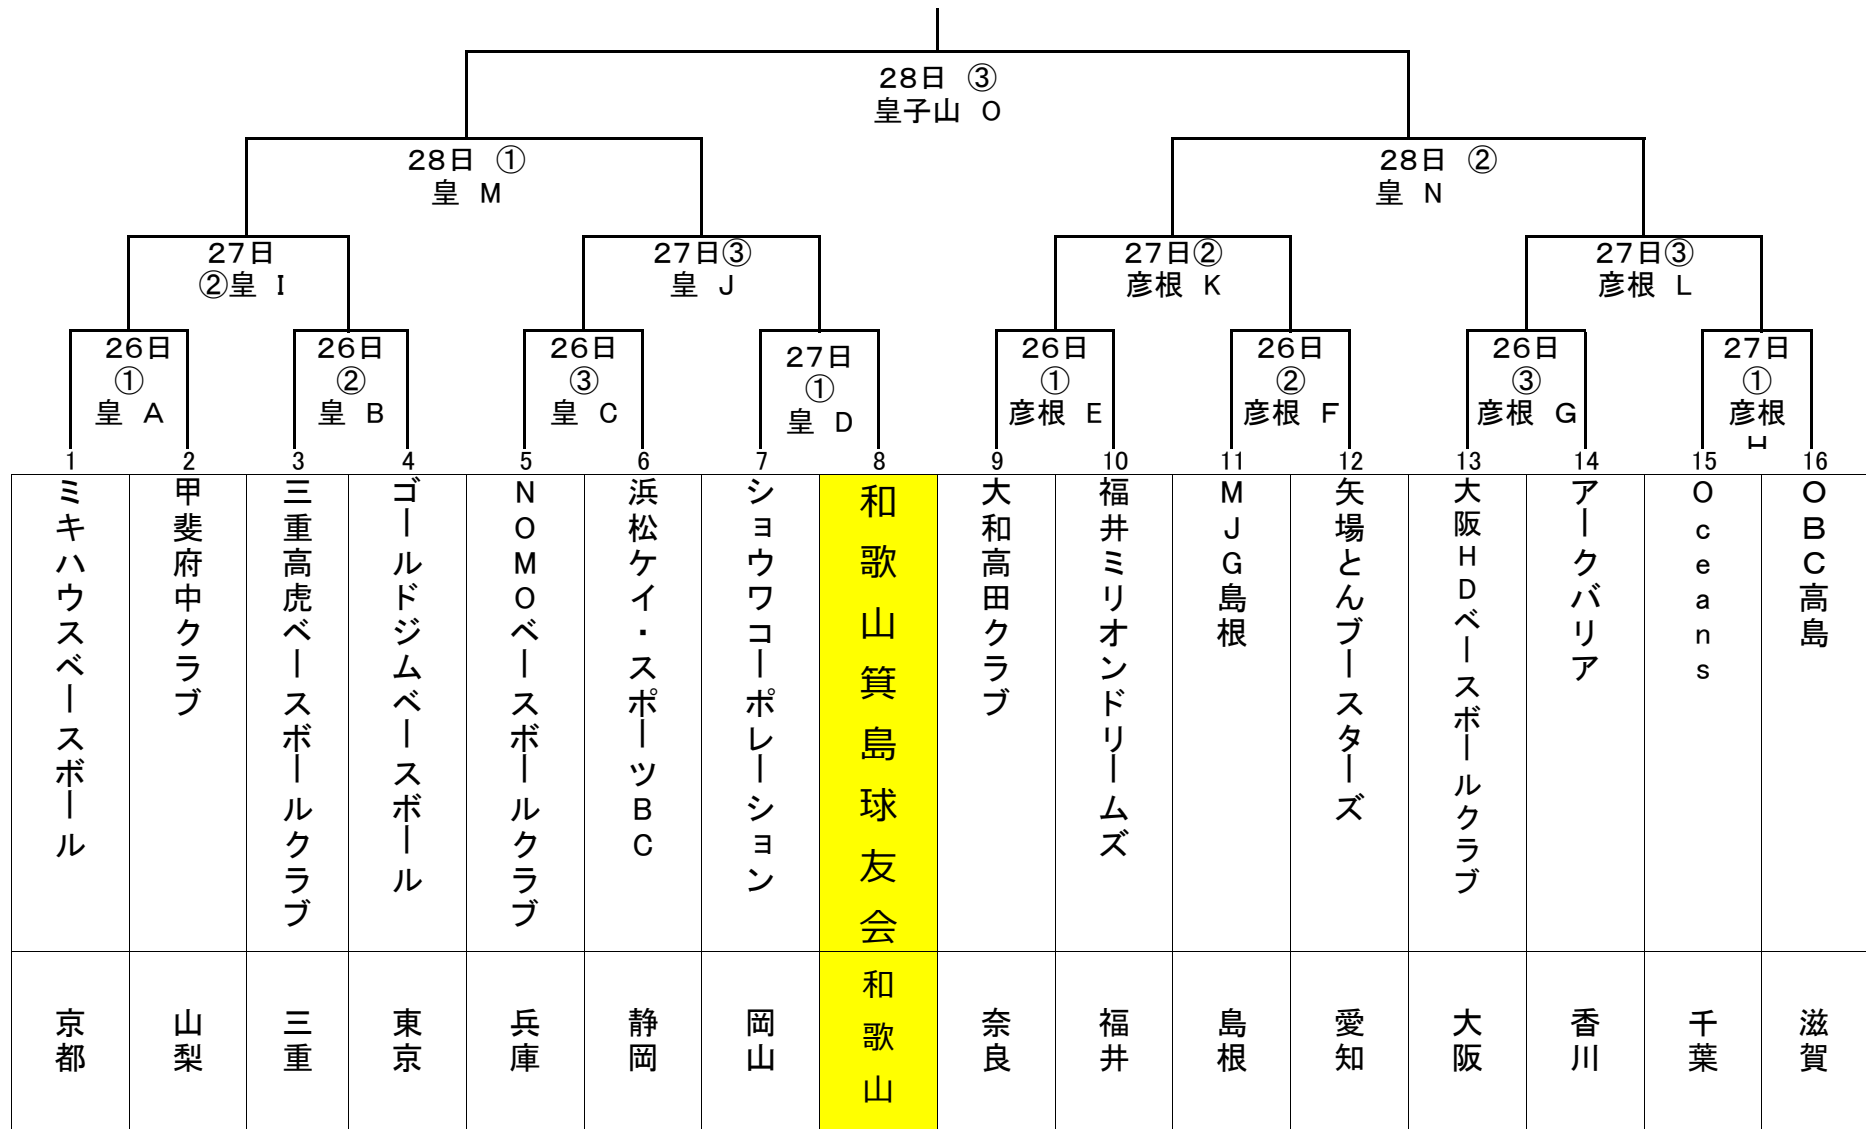 28日 ③
皇子山 O
28日 ①
皇 M
28日 ②
皇 N
27日
②皇 I
27日③
皇 J
27日②
彦根 K
27日③
彦根 L
26日
①
皇 A
26日
②
皇 B
26日
③
皇 C
27日
①
皇 D
26日
①
彦根 E
26日
②
彦根 F
26日
③
彦根 G
27日
①
彦根
H
1 2 3 4 5 6 7 8 9 10 11 12 13 14 15 16
ミキハウスベースボール
甲斐府中クラブ
三重高虎ベースボールクラブ
ゴールドジムベースボール
NOMOベースボールクラブ
浜松ケイ・スポーツBC
ショウワコーポレーション
和歌山箕島球友会
大和高田クラブ
福井ミリオンドリームズ
MJG島根
矢場とんブースターズ
大阪HDベースボールクラブ
アークバリア
Oceans
OBC高島
京都
山梨
三重
東京
兵庫
静岡
岡山
和歌山
奈良
福井
島根
愛知
大阪
香川
千葉
滋賀